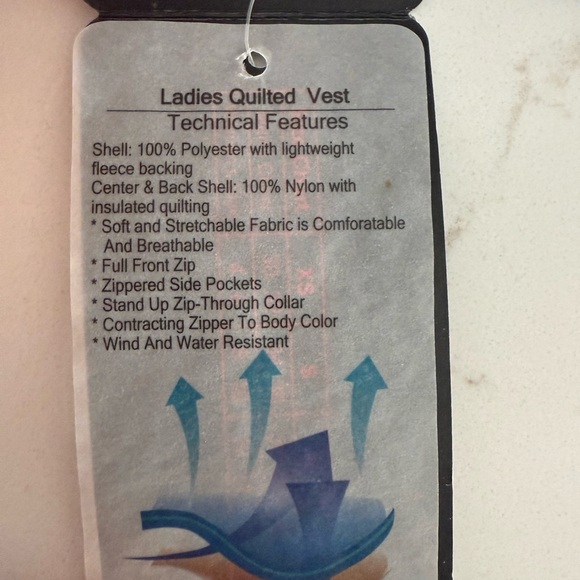 Ladies Quilted Vest
Technical Features
Shell: 100% Polyester with lightweight
fleece backing
Center & Back Shell: 100% Nylon with
insulated quilting
* Soft and Stretchable Fabric is Comforatable
And Breathable
* Full Front Zip
* Zippered Side Pockets
* Stand Up Zip-Through Collar
* Contracting Zipper To Body Color
* Wind And Water Resistant
XS
S